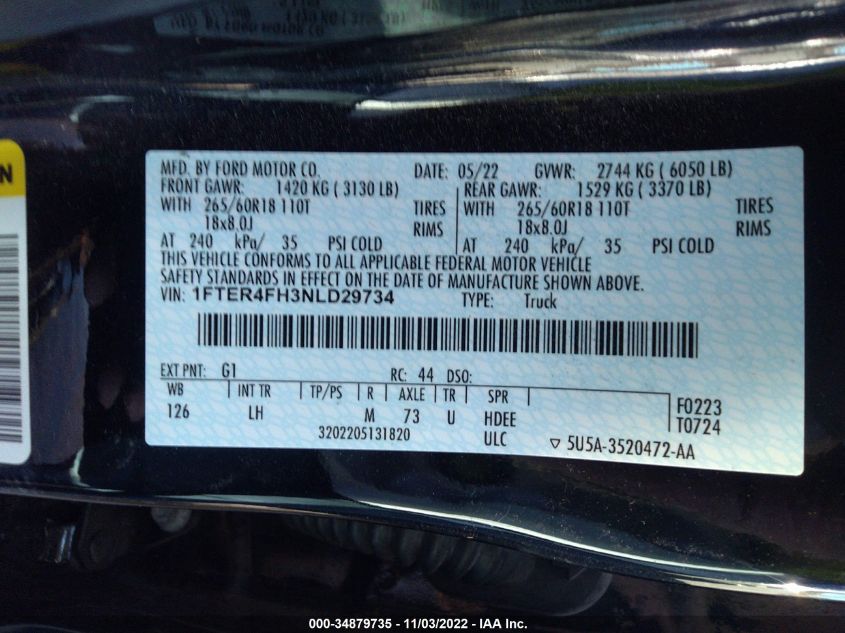 MFD. BY FORD MOTOR CO. DATE: 05/22 GVWR: 2744 KG ( 6050 LB)
FRONT GAWR: 1420 KG ( 3130 LB) REAR GAWR: 1529 KG ( 3370 LB)
WITH 265/60R18 110T TIRES WITH 265/60R18 110T TIRES
18x8.0J RIMS 18x8.0J RIMS
AT 240 kPa/ 35 PSI COLD AT 240 kPa/ 35 PSI COLD
THIS VEHICLE CONFORMS TO ALL APPLICABLE FEDERAL MOTOR VEHICLE
SAFETY STANDARDS IN EFFECT ON THE DATE OF MANUFACTURE SHOWN ABOVE.
VIN: 1FTER4FH3NLD29734 TYPE: Truck
EXT PNT: G1 RC: 44 DSO:
WB INT TR TP/PS R AXLE TR SPR
126 LH M 73 U HDEE F0223
T0724
3202205131820 ULC 5U5A-3520472-AA
N
000-34879735 - 11/03/2022 - IAA Inc.